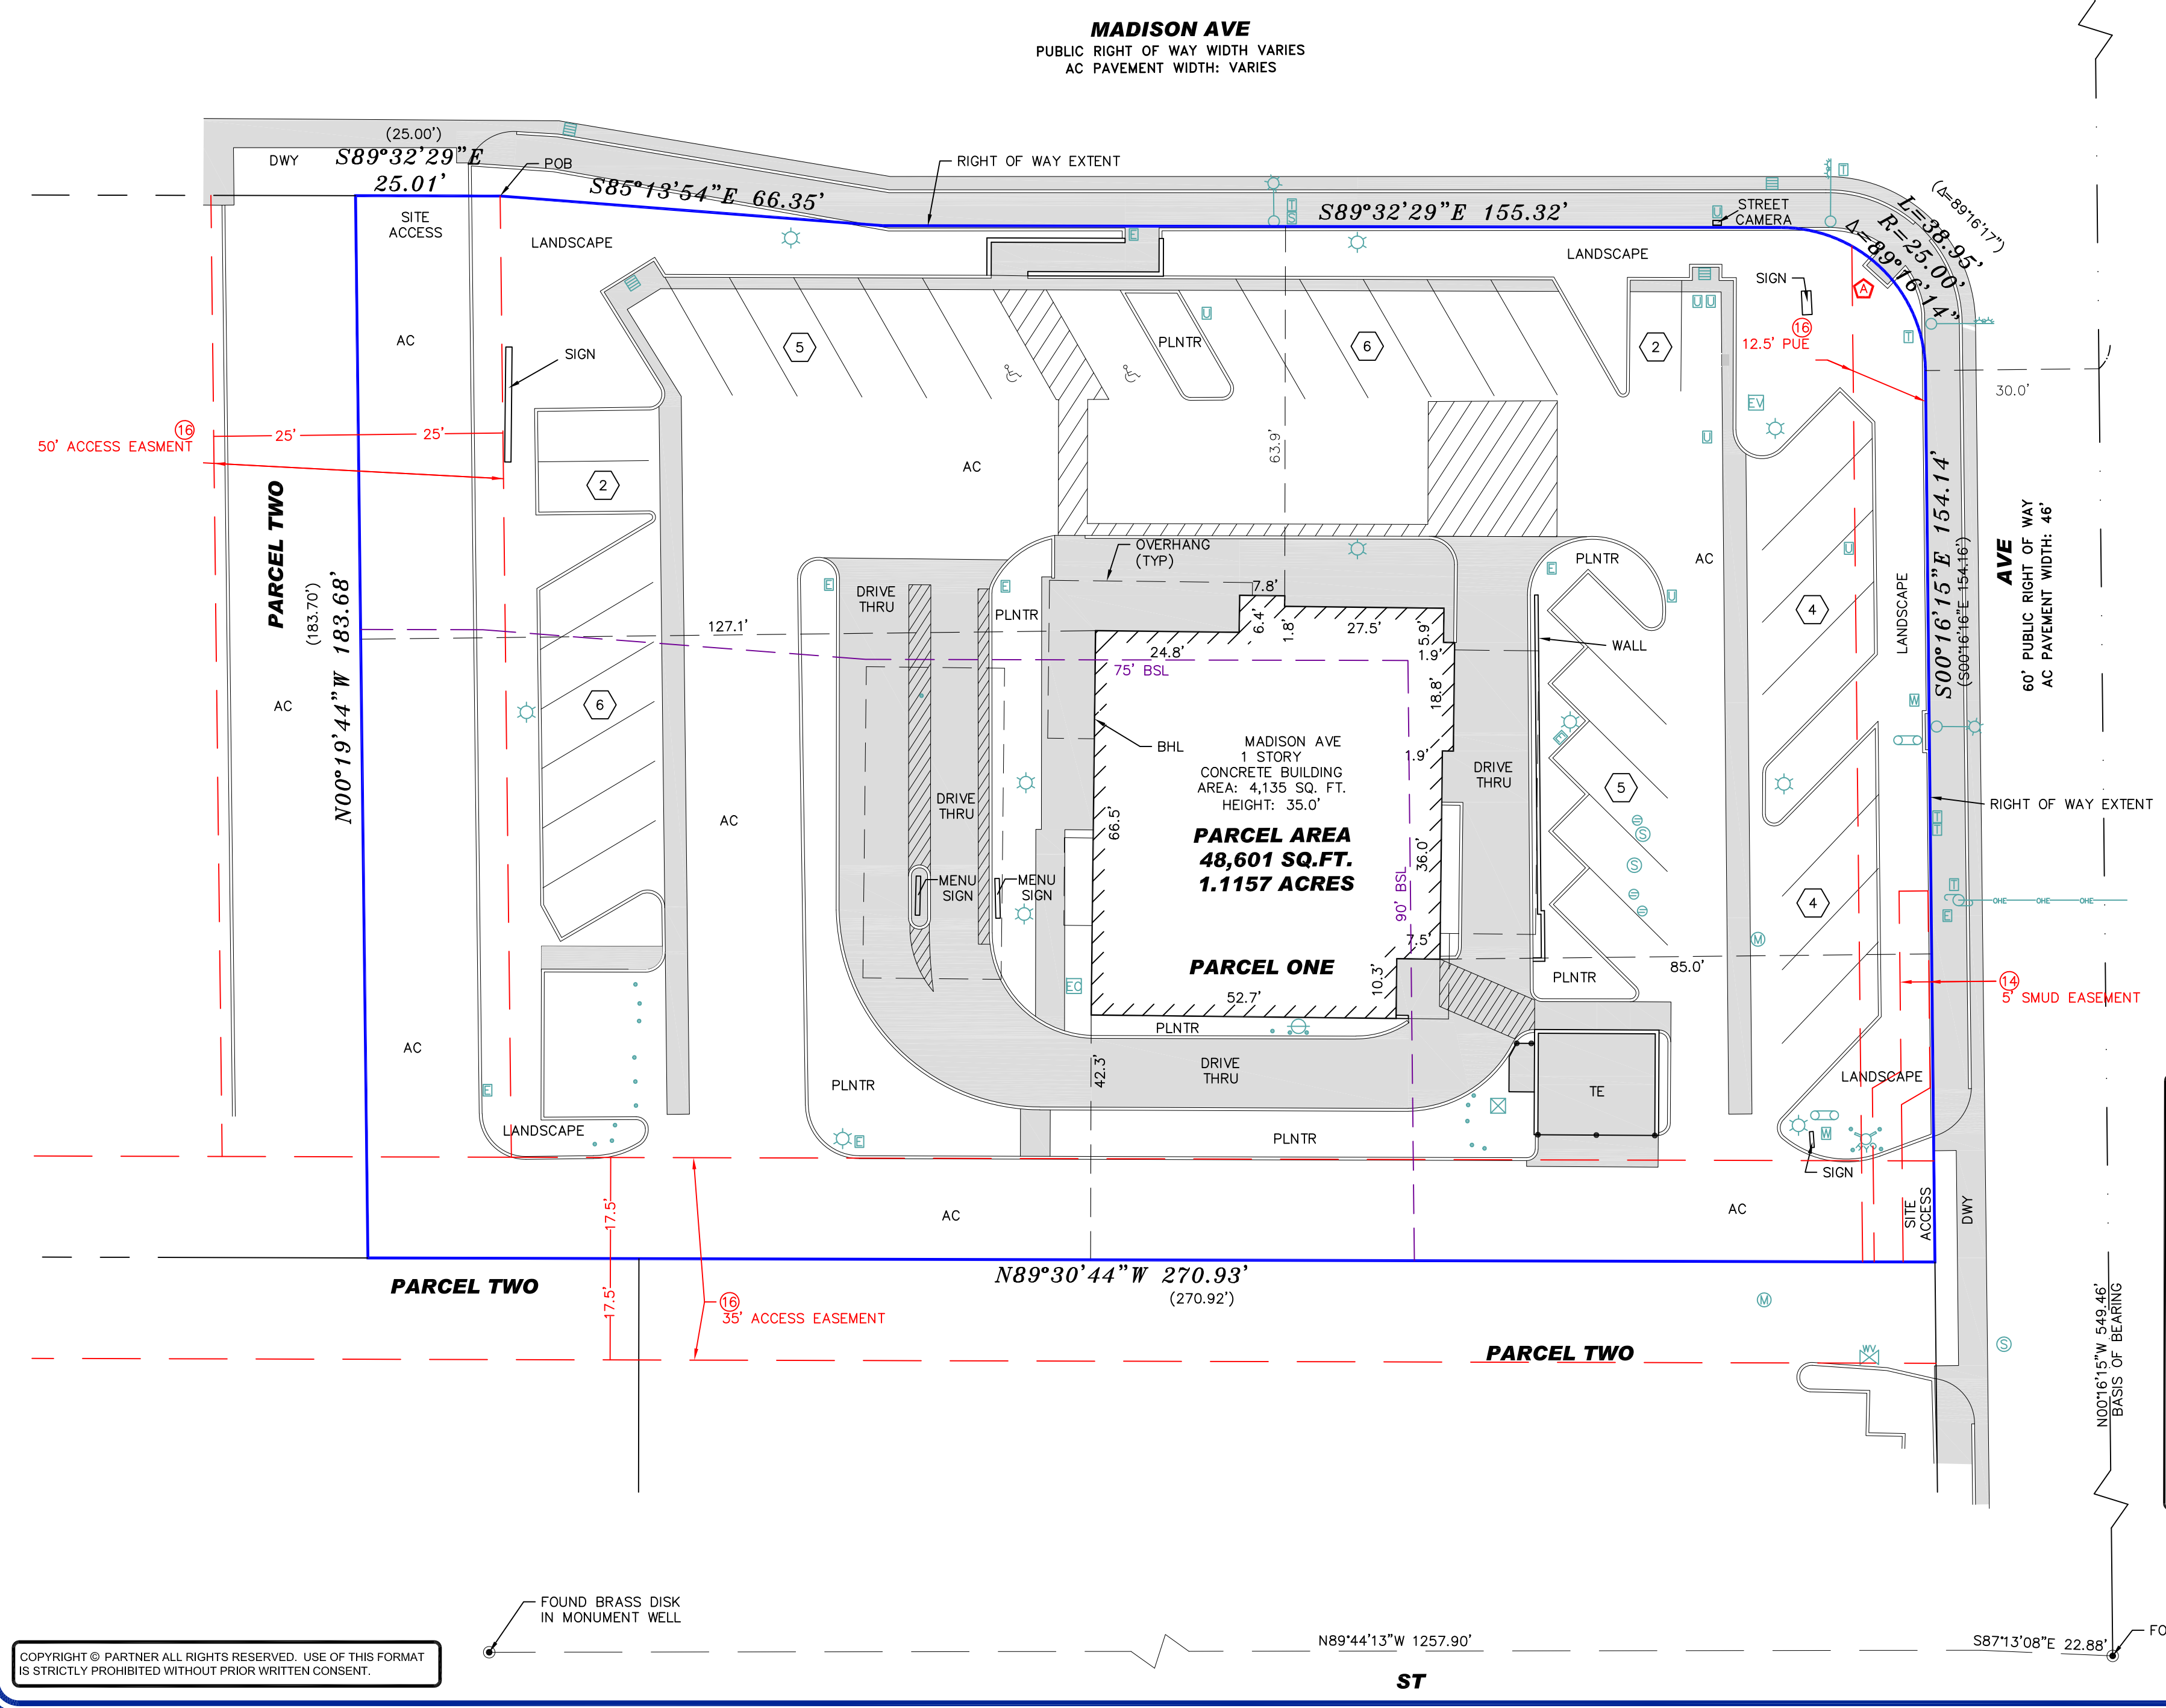 MADISON AVE
PUBLIC RIGHT OF WAY WIDTH VARIES
AC PAVEMENT WIDTH: VARIES
(25.00')
DWY
S89°32'29"E
25.01'
POB
RIGHT OF WAY EXTENT
S85°13'54"E 66.35'
S89°32'29"E 155.32'
T
S
T
U
STREET
CAMERA
(Δ=89°16'17")
L=38.95'
R=25.00'
Δ=89°16'14"
SITE
ACCESS
LANDSCAPE
E
LANDSCAPE
SIGN
A
U
U
U
16
12.5' PUE
T
AC
SIGN
5
PLNTR
6
2
30.0'
EV
16
50' ACCESS EASMENT
25'
25'
63.9'
U
AC
2
PARCEL TWO
(183.70')
N00°19'44"W 183.68'
AC
OVERHANG
(TYP)
PLNTR
AC
U
LANDSCAPE
S00°16'15"E 154.14'
(S00°16'16"E 154.16')
AVE
60' PUBLIC RIGHT OF WAY
AC PAVEMENT WIDTH: 46'
E
DRIVE
THRU
E
PLNTR
7.8'
6.4'
1.8'
27.5'
5.9'
1.9'
E
U
4
127.1'
24.8'
75' BSL
18.8'
WALL
6
BHL
MADISON AVE
1 STORY
CONCRETE BUILDING
AREA: 4,135 SQ. FT.
HEIGHT: 35.0'
1.9'
DRIVE
THRU
E
5
W
DRIVE
THRU
AC
66.5'
PARCEL AREA
48,601 SQ.FT.
1.1157 ACRES
36.0'
90' BSL
S
S
RIGHT OF WAY EXTENT
T
T
MENU
SIGN
MENU
SIGN
4
T
E
OHE
OHE
OHE
7.5'
M
PARCEL ONE
10.3'
85.0'
PLNTR
EO
52.7'
14
5' SMUD EASEMENT
PLNTR
AC
42.3'
DRIVE
THRU
PLNTR
TE
LANDSCAPE
E
LANDSCAPE
E
PLNTR
W
SIGN
17.5'
AC
AC
SITE
ACCESS
DWY
PARCEL TWO
N89°30'44"W 270.93'
(270.92')
17.5'
16
35' ACCESS EASEMENT
M
PARCEL TWO
WV
S
N00°16'15"W 549.46'
BASIS OF BEARING
FOUND BRASS DISK
IN MONUMENT WELL
N89°44'13"W 1257.90'
S87°13'08"E 22.88'
FO
COPYRIGHT © PARTNER ALL RIGHTS RESERVED. USE OF THIS FORMAT
IS STRICTLY PROHIBITED WITHOUT PRIOR WRITTEN CONSENT.
ST